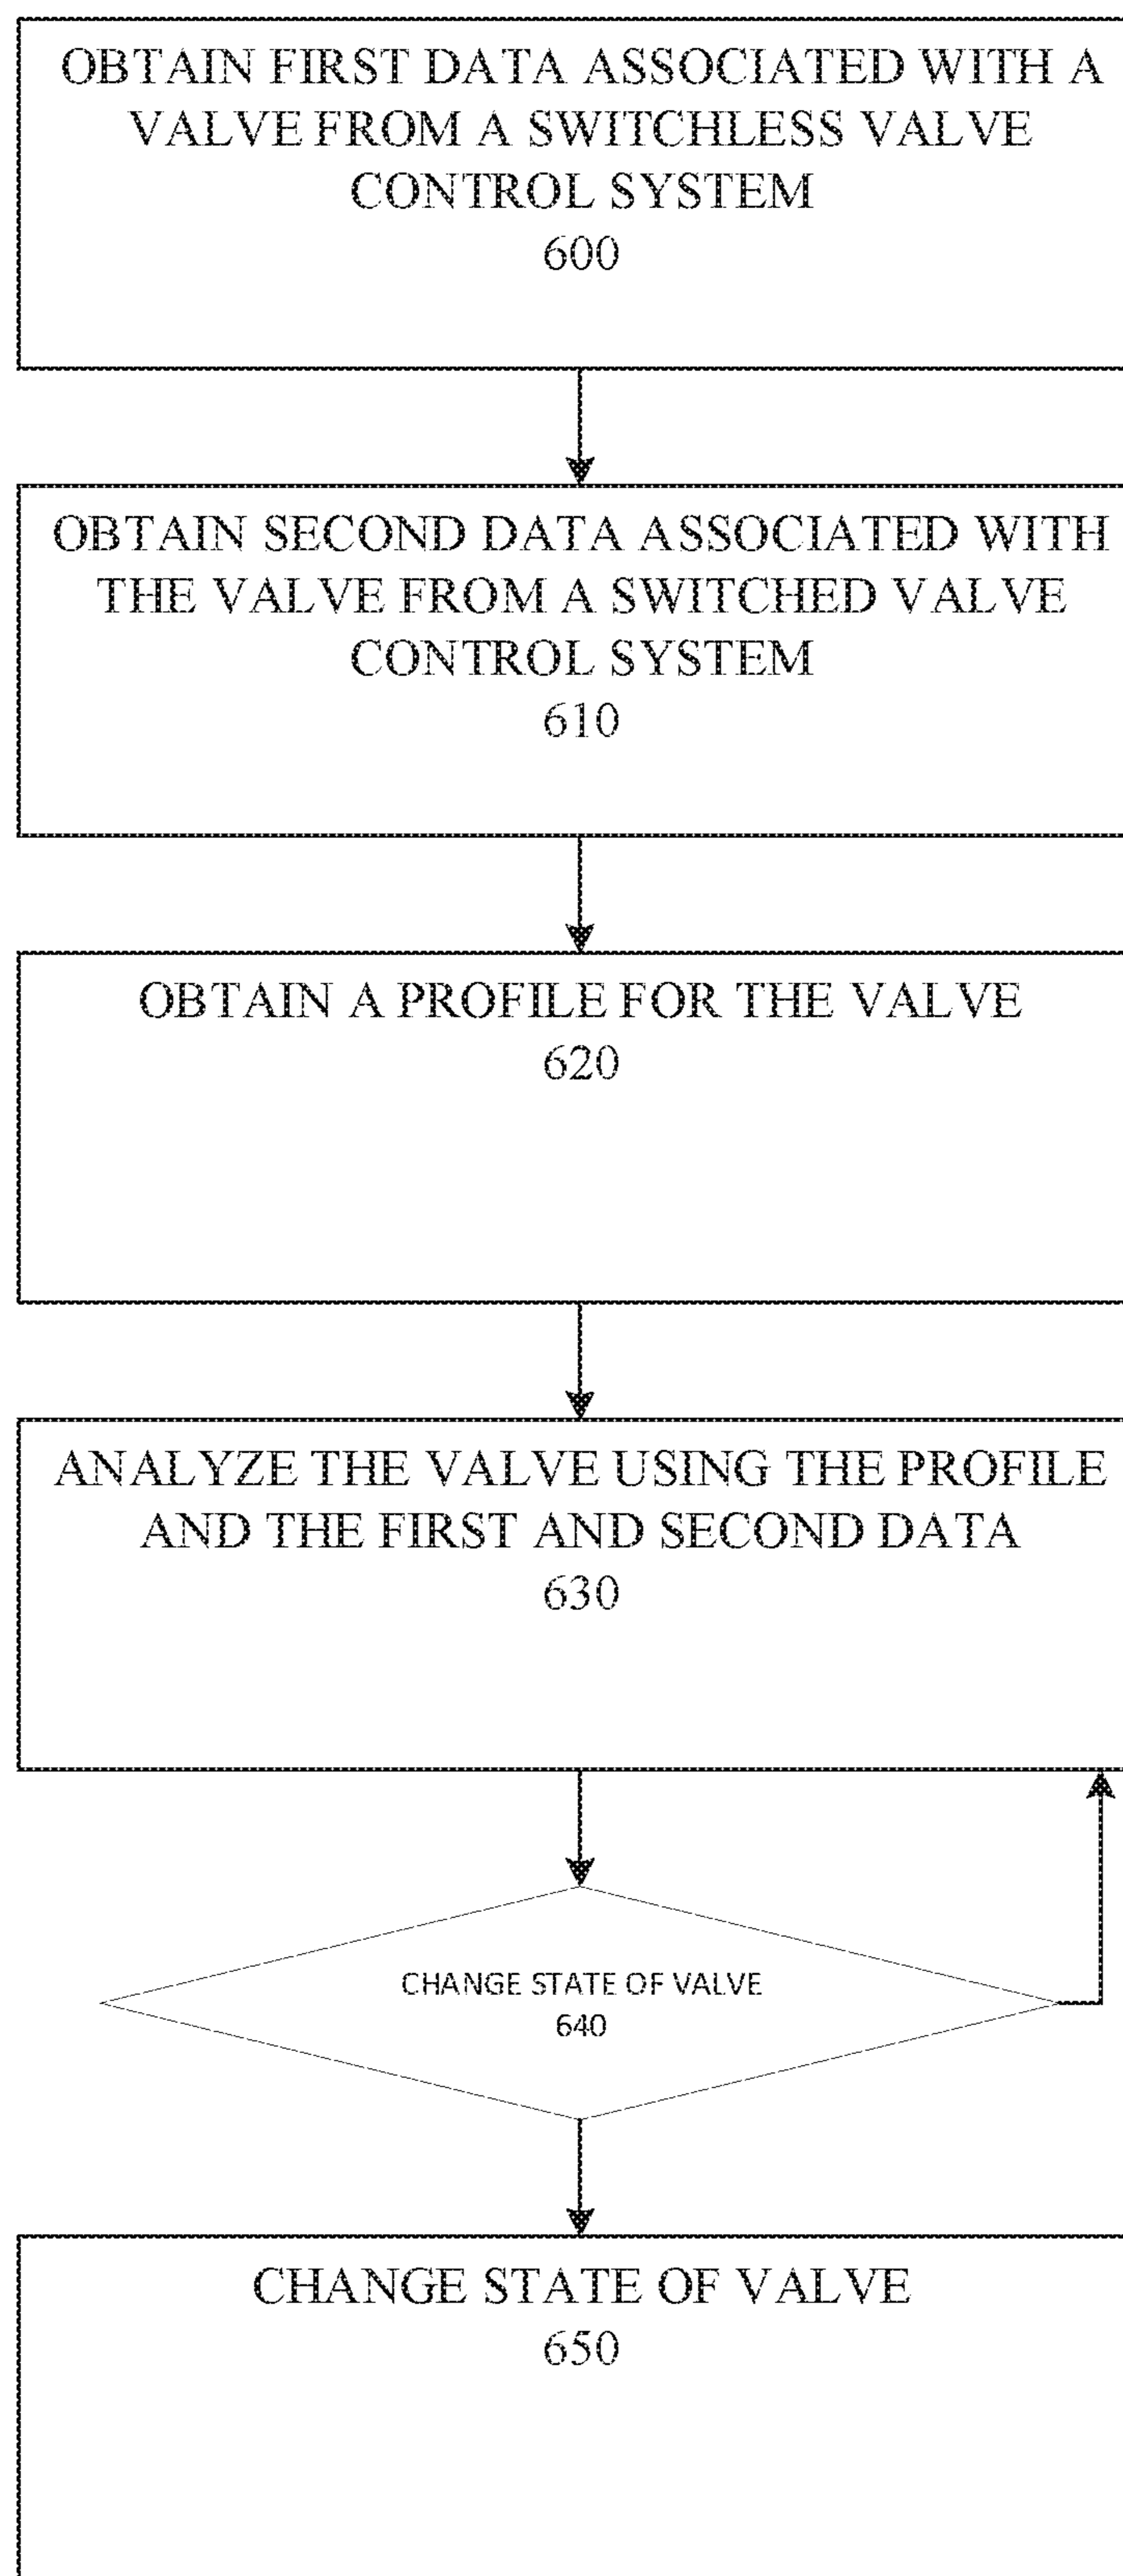 OBTAIN FIRST DATA ASSOCIATED WITH A
VALVE FROM A SWITCHLESS VALVE
CONTROL SYSTEM
600
OBTAIN SECOND DATA ASSOCIATED WITH
THE VALVE FROM A SWITCHED VALVE
CONTROL SYSTEM
610
OBTAIN A PROFILE FOR THE VALVE
620
ANALYZE THE VALVE USING THE PROFILE
AND THE FIRST AND SECOND DATA
630
CHANGE STATE OF VALVE
640
CHANGE STATE OF VALVE
650